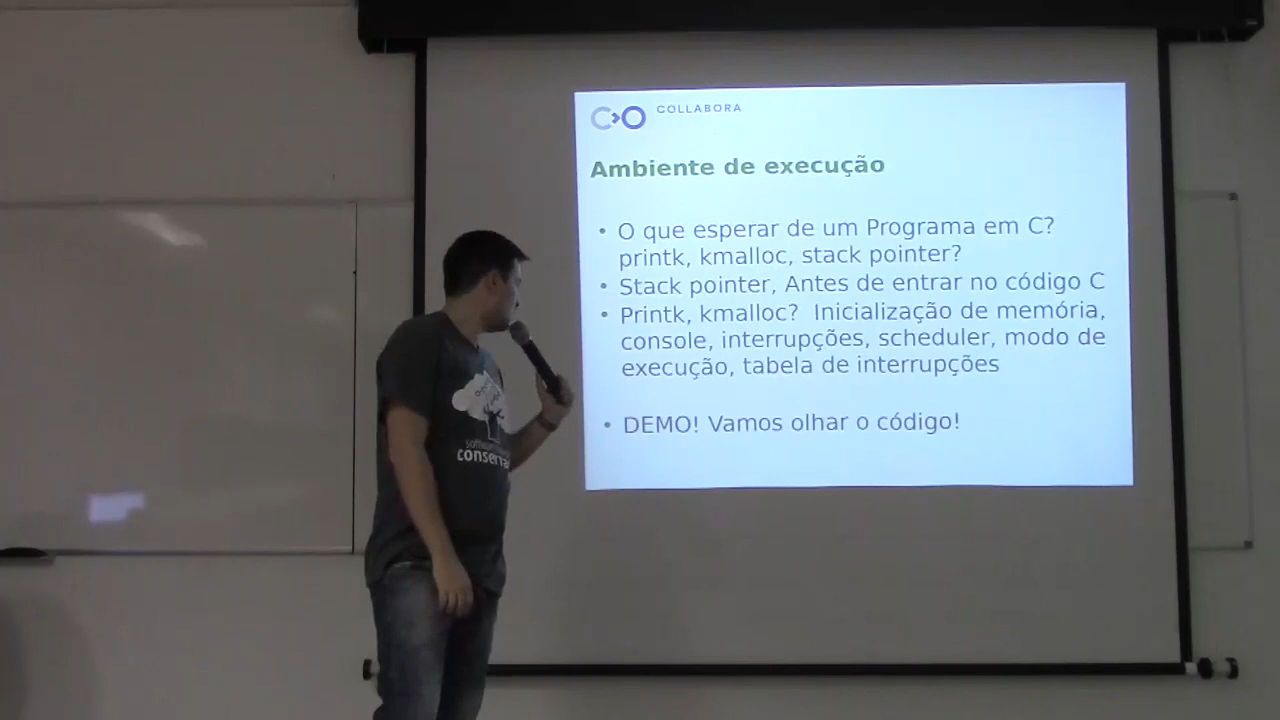 COLLABORA
Ambiente de execução
• O que esperar de um Programa em C?
printk, kmalloc, stack pointer?
• Stack pointer, Antes de entrar no código C
• Printk, kmalloc? Inicialização de memória,
console, interrupções, scheduler, modo de
execução, tabela de interrupções
• DEMO! Vamos olhar o código!